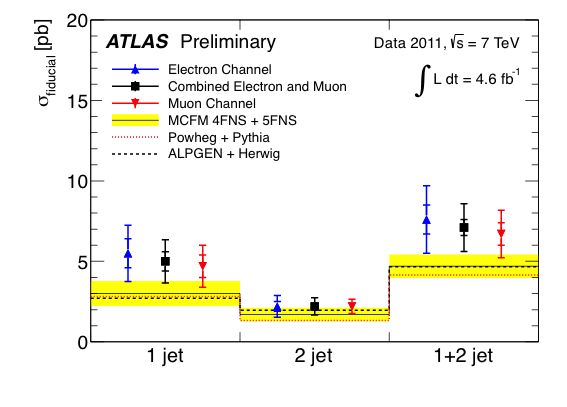 σfiducial [pb]
20
15
10
5
0
ATLAS Preliminary
Data 2011, √s = 7 TeV
∫ L dt = 4.6 fb-1
Electron Channel
Combined Electron and Muon
Muon Channel
MCFM 4FNS + 5FNS
Powheg + Pythia
ALPGEN + Herwig
1 jet
2 jet
1+2 jet